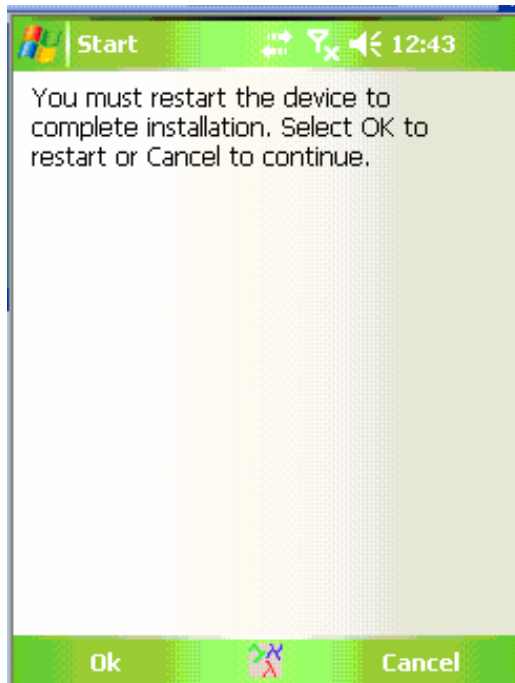 Start 12:43
You must restart the device to
complete installation. Select OK to
restart or Cancel to continue.
Ok Cancel